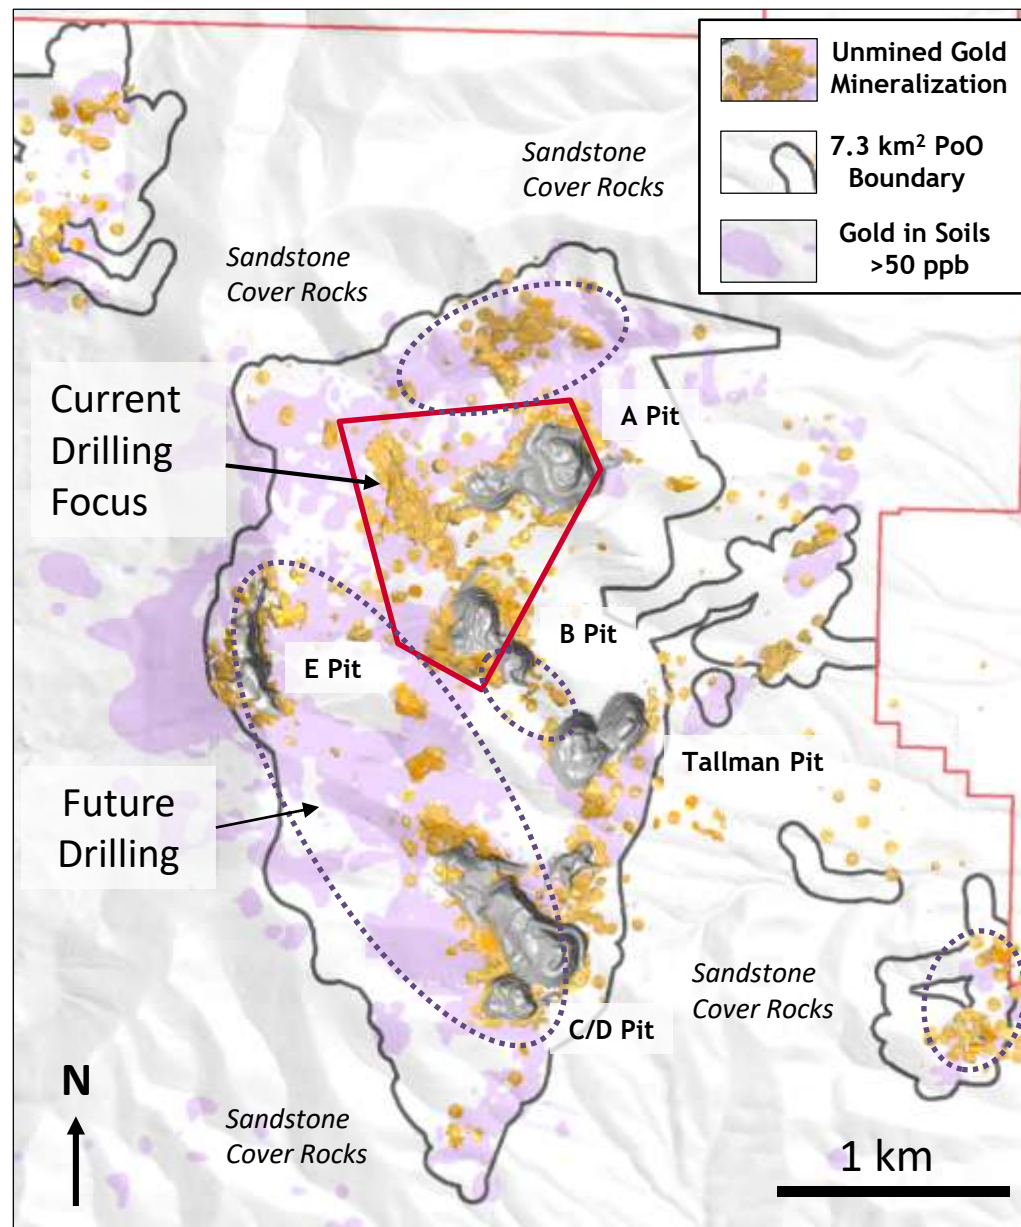 Unmined Gold
Mineralization
7.3 km² PoO
Boundary
Gold in Soils
>50 ppb
Sandstone
Cover Rocks
Sandstone
Cover Rocks
Current
Drilling
Focus
A Pit
B Pit
E Pit
Tallman Pit
Future
Drilling
Sandstone
Cover Rocks
C/D Pit
N
Sandstone
Cover Rocks
1 km